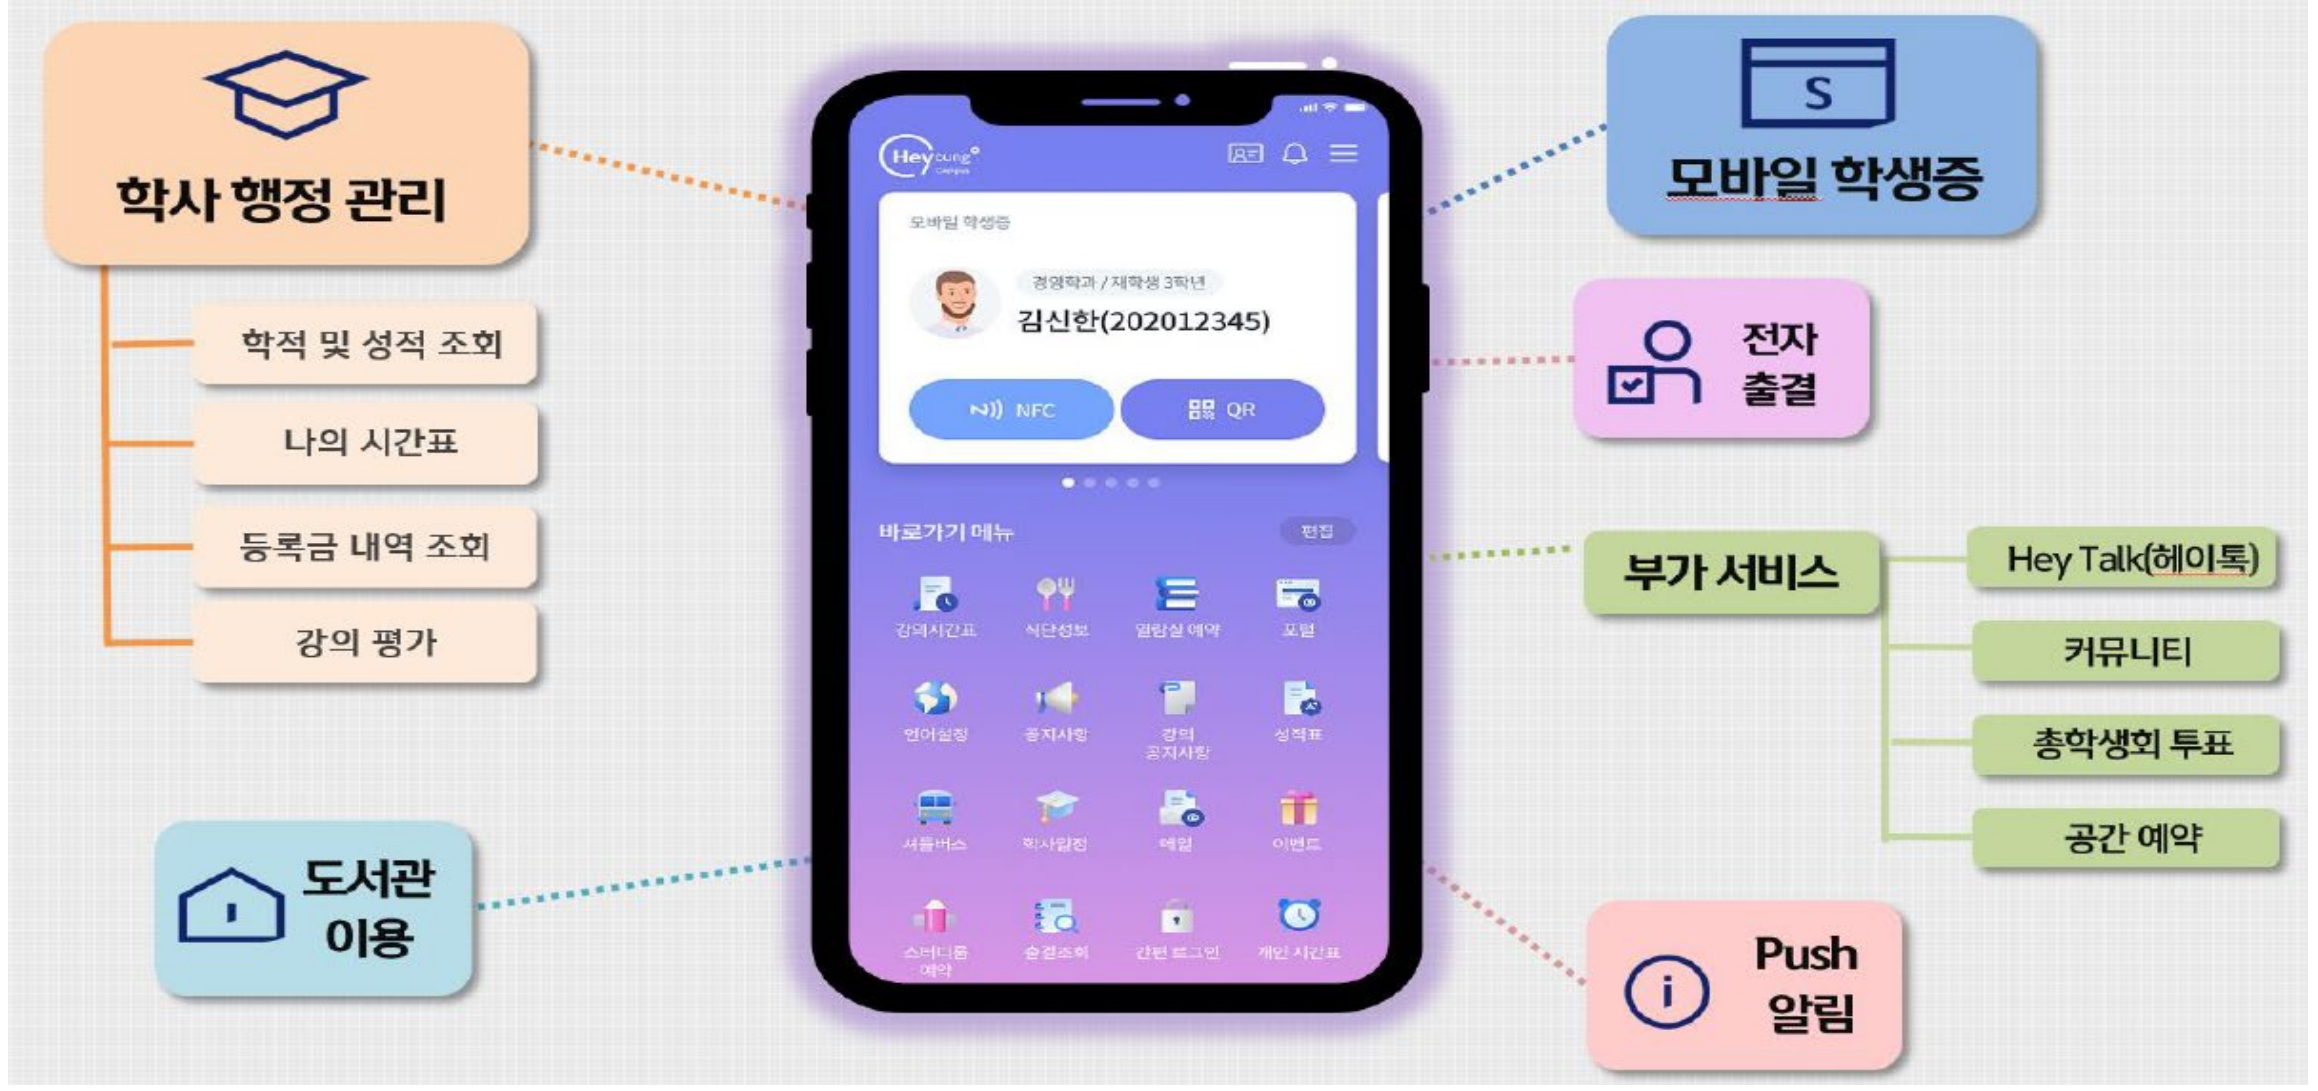 학사 행정 관리
학적 및 성적 조회
나의 시간표
등록금 내역 조회
강의 평가
도서관
이용
Heyoung
Campus
모바일 학생증
경영학과 / 재학생 3학년
김신한(202012345)
NFC
QR
바로가기 메뉴
편집
강의시간표
식단정보
열람실 예약
포털
언어설정
공지사항
강의
공지사항
성적표
셔틀버스
학사일정
메일
이벤트
스터디룸
예약
출결조회
간편 로그인
개인 시간표
S
모바일 학생증
전자
출결
부가 서비스
Hey Talk(헤이톡)
커뮤니티
총학생회 투표
공간 예약
Push
알림